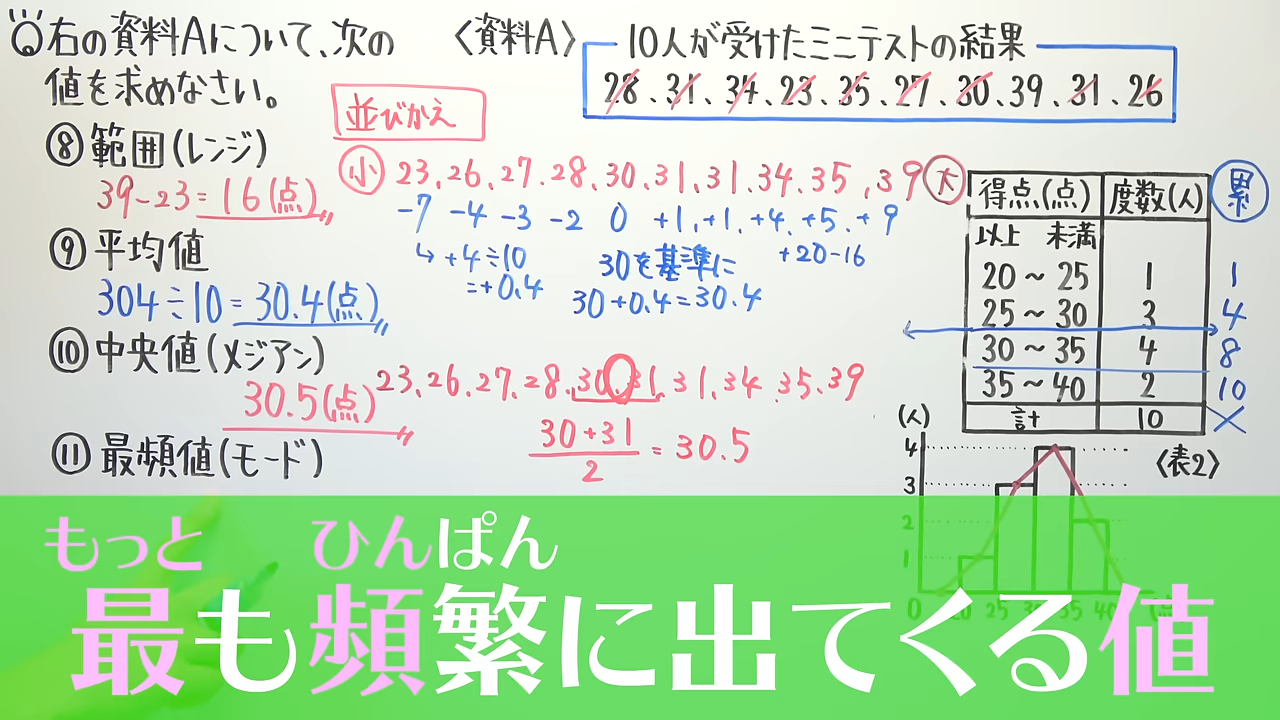 右の資料Aについて、次の
値を求めなさい。
〈資料A〉
10人が受けたミニテストの結果
28、31、34、23、35、27、30、39、31、26
並びかえ
小 23、26、27、28、30、31、31、34、35、39 大
-7 -4 -3 -2 0 +1、+1、+4、+5、+9
↳ +4÷10
=+0.4
30を基準に
30+0.4=30.4
+20-16
⑧範囲(レンジ)
39-23=16(点)
⑨平均値
304÷10=30.4(点)
⑩中央値(メジアン)
30.5(点)
23、26、27、28、30、31、31、34、35、39
30+31
2
=30.5
⑪最頻値(モード)
得点(点) 度数(人) 累
以上 未満
20～25 1 1
25～30 3 4
30～35 4 8
35～40 2 10
計 10
〈表2〉
(人)
4
3
2
1
0 20 25 30 35 40
もっと ひんぱん
最も頻繁に出てくる値